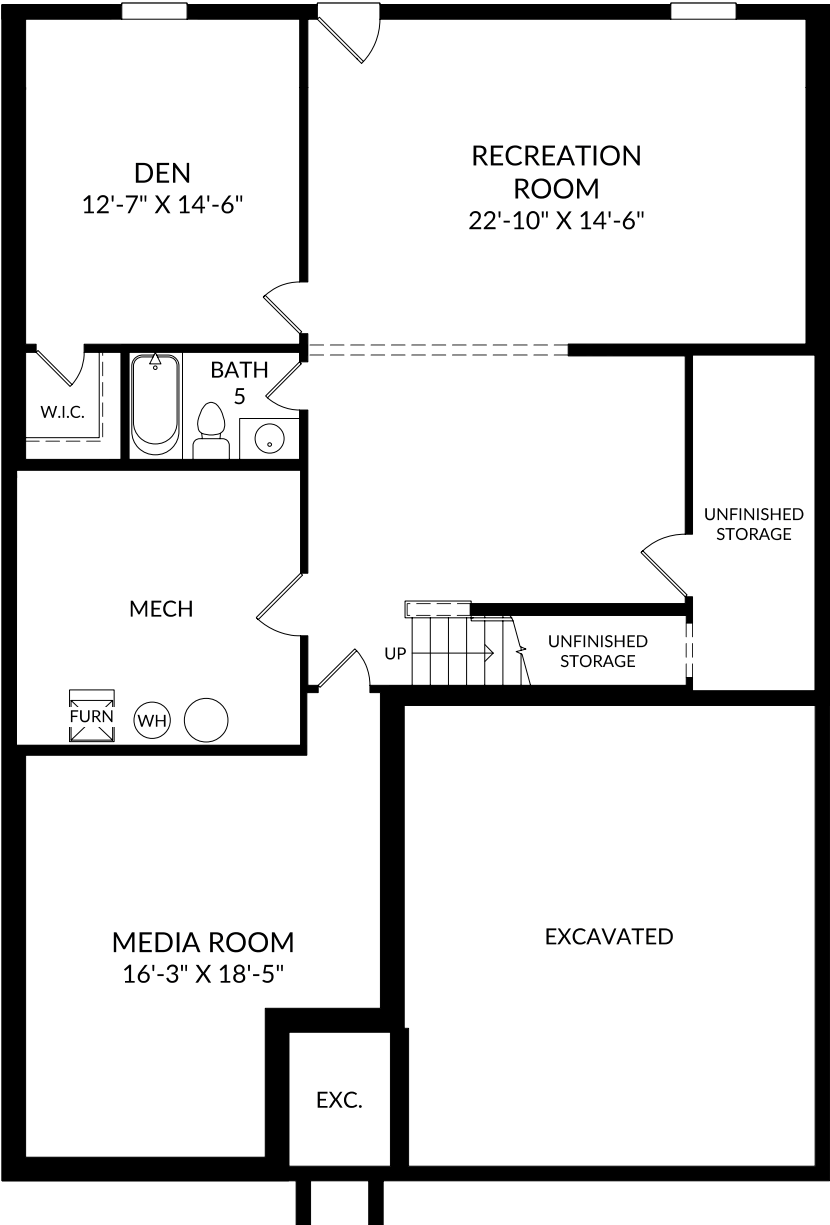 DEN
12'-7" X 14'-6"
RECREATION
ROOM
22'-10" X 14'-6"
BATH
5
W.I.C.
UNFINISHED
STORAGE
MECH
UP
UNFINISHED
STORAGE
FURN
WH
MEDIA ROOM
16'-3" X 18'-5"
EXCAVATED
EXC.